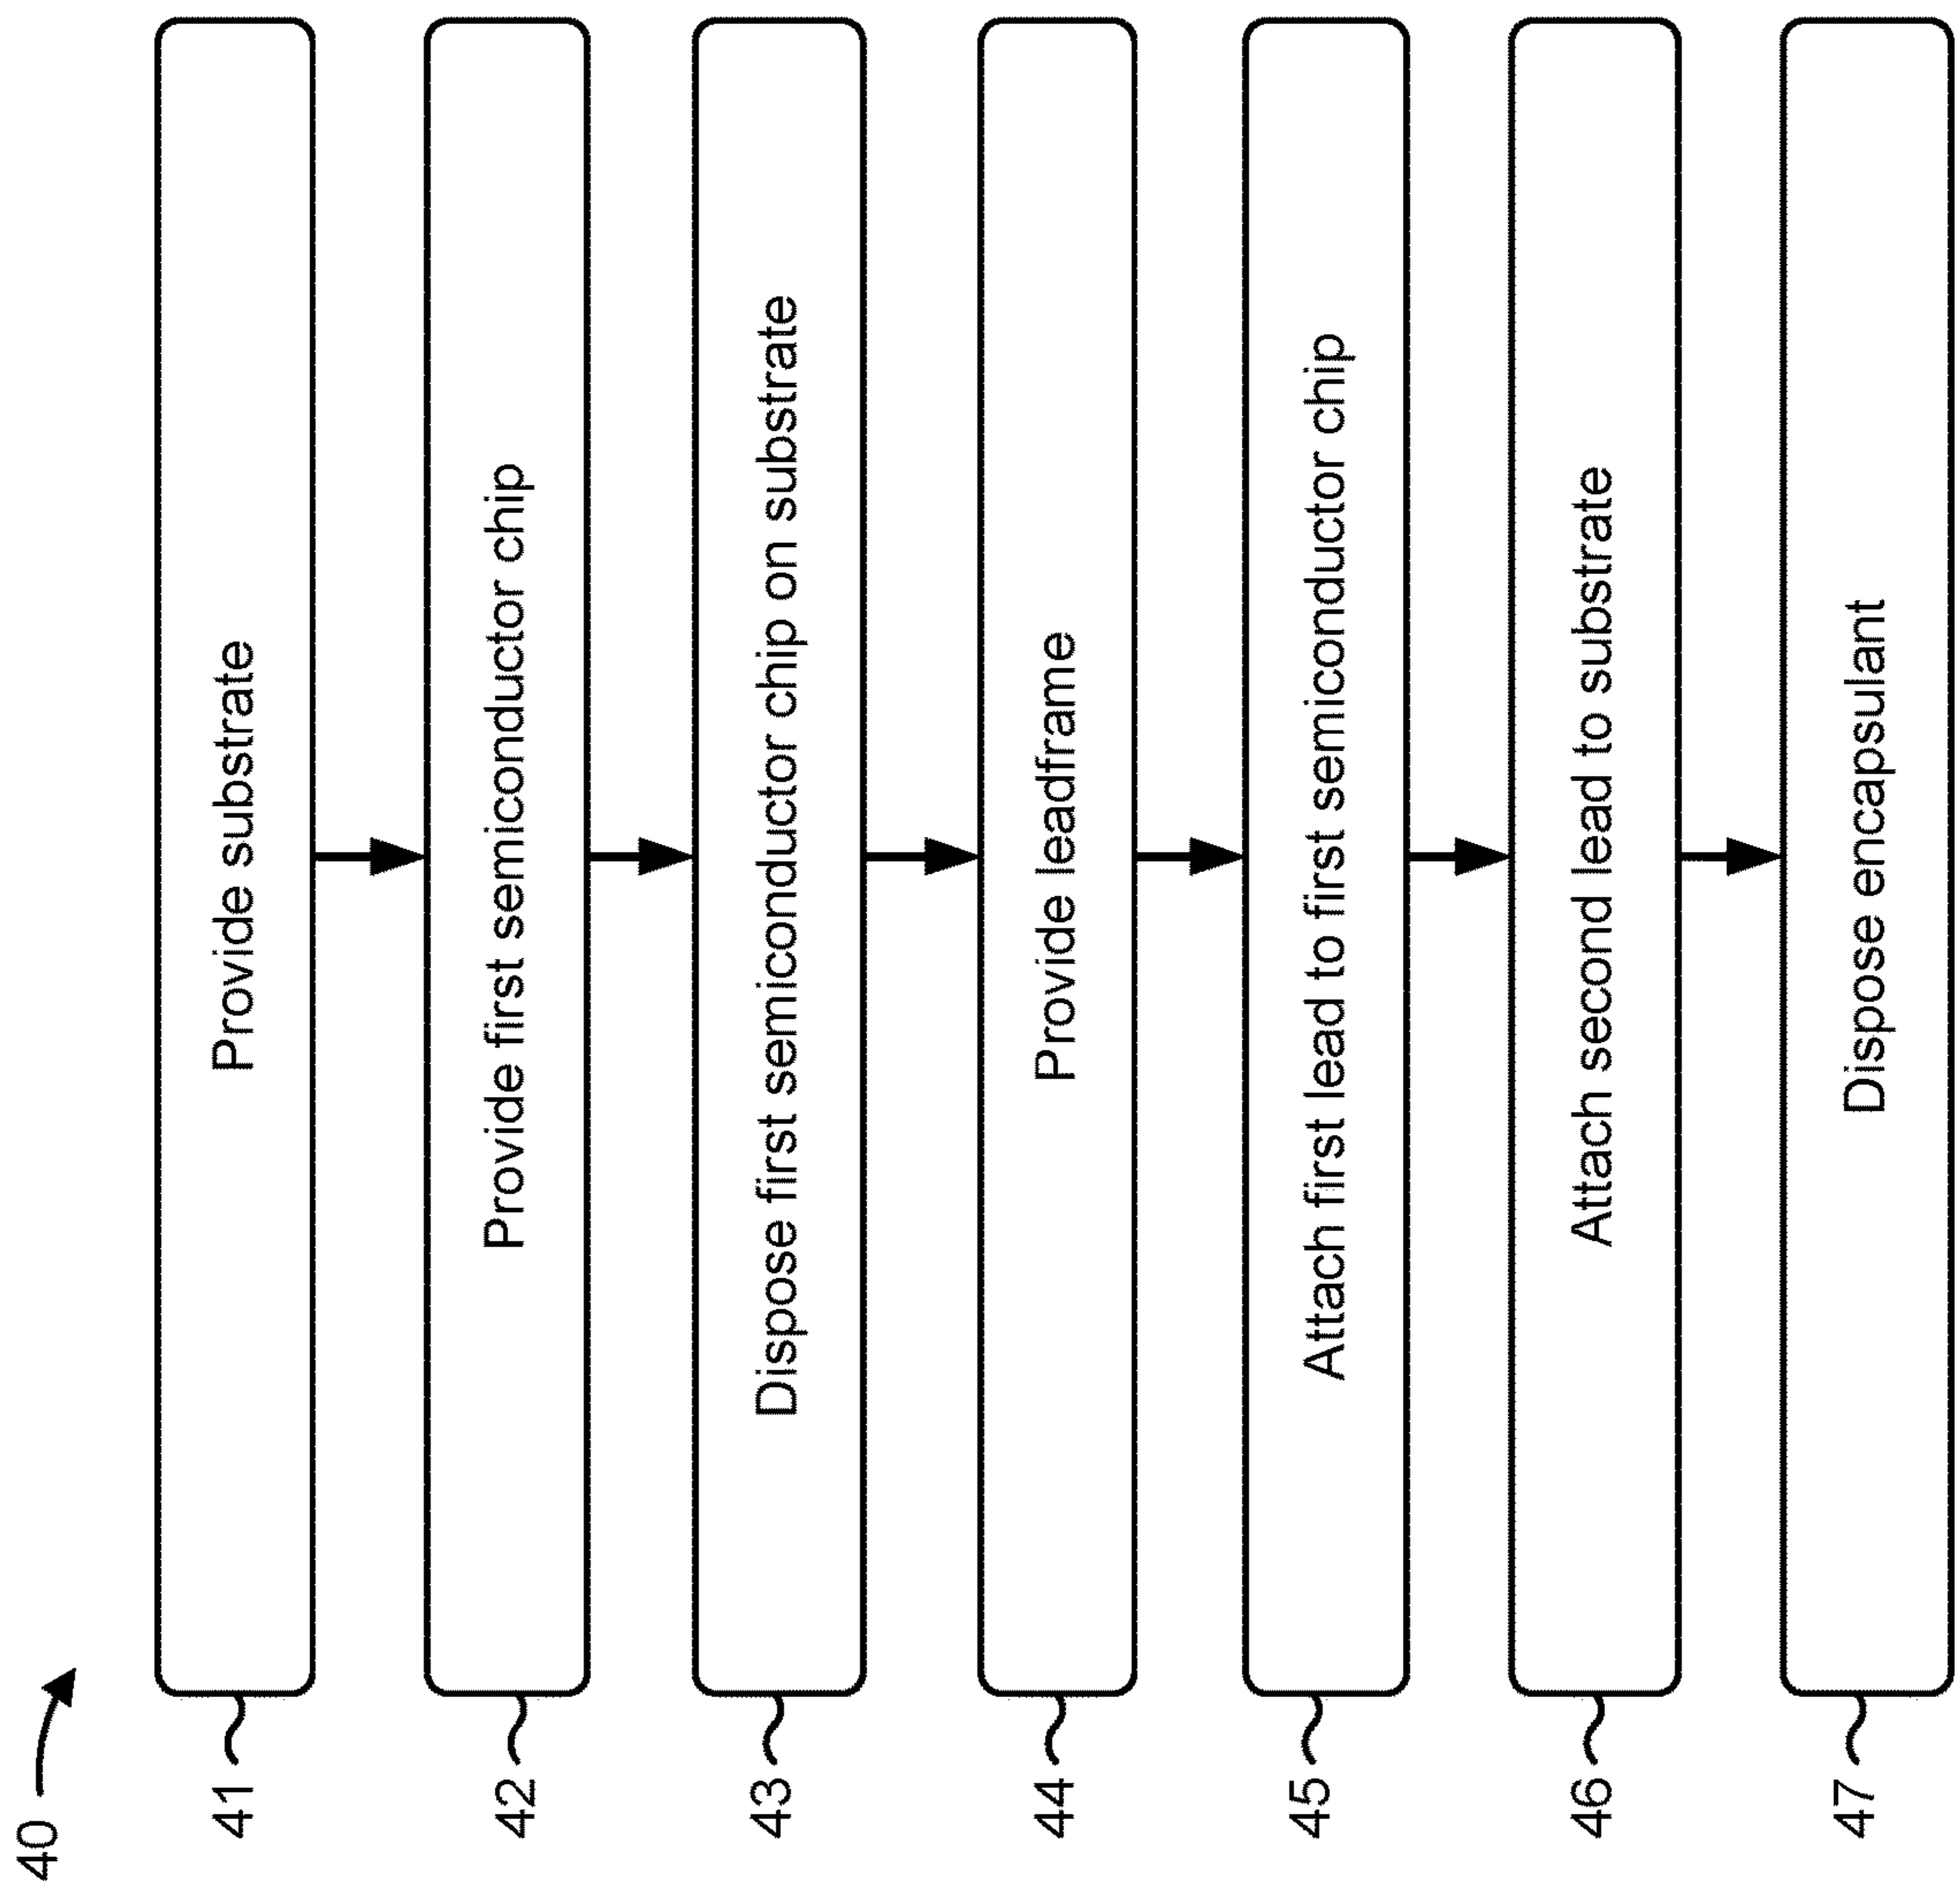 40
41
Provide substrate
42
Provide first semiconductor chip
43
Dispose first semiconductor chip on substrate
44
Provide leadframe
45
Attach first lead to first semiconductor chip
46
Attach second lead to substrate
47
Dispose encapsulant